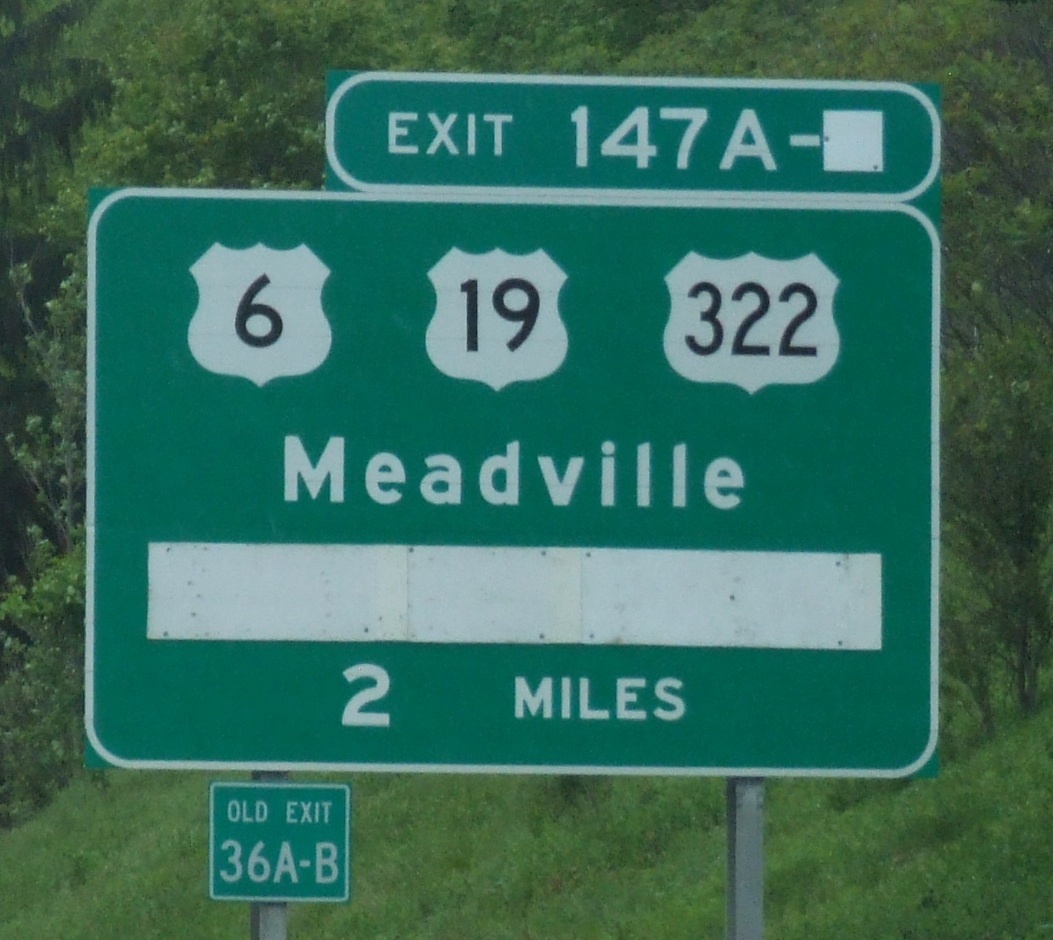 EXIT 147A-
6 19 322
Meadville
2 MILES
OLD EXIT
36A-B